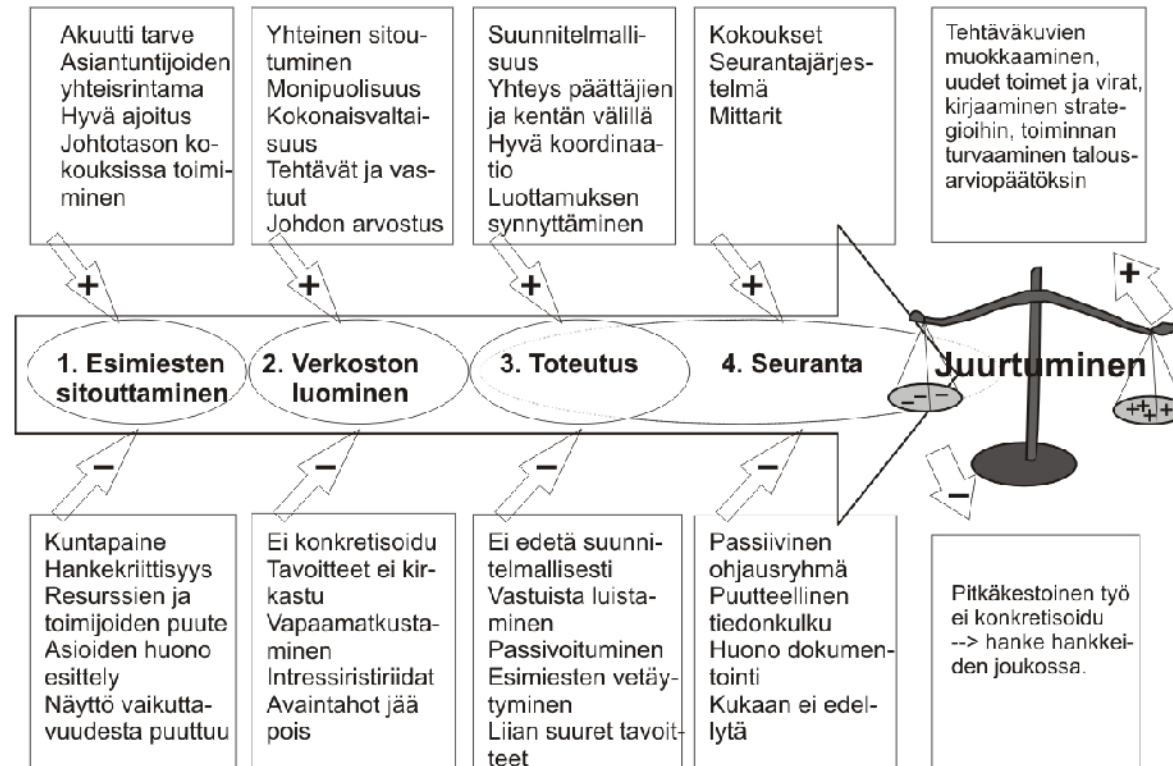 Akuutti tarve
Asiantuntijoiden
yhteisrintama
Hyvä ajoitus
Johtotason ko-
kouksissa toimi-
minen
Yhteinen sitou-
tuminen
Monipuolisuus
Kokonaisvaltai-
suus
Tehtävät ja vas-
tuut
Johdon arvostus
Suunnitelmalli-
suus
Yhteys päättäjien
ja kentän välillä
Hyvä koordinaa-
tio
Luottamuksen
synnyttäminen
Kokoukset
Seurantajärjes-
telmä
Mittarit
Tehtäväkuvien
muokkaaminen,
uudet toimet ja virat,
kirjaaminen strate-
gioihin, toiminnan
turvaaminen talous-
arviopäätöksin
+
+
+
+
+
1. Esimiesten
sitouttaminen
2. Verkoston
luominen
3. Toteutus
4. Seuranta
Juurtuminen
− − −
++++
−
−
−
−
−
Kuntapaine
Hankekriittisyys
Resurssien ja
toimijoiden puute
Asioiden huono
esittely
Näyttö vaikutta-
vuudesta puuttuu
Ei konkretisoidu
Tavoitteet ei kir-
kastu
Vapaamatkusta-
minen
Intressiristiriidat
Avaintahot jää
pois
Ei edetä suunni-
telmallisesti
Vastuista luista-
minen
Passivoituminen
Esimiesten vetäy-
tyminen
Liian suuret tavoit-
teet
Passiivinen
ohjausryhmä
Puutteellinen
tiedonkulku
Huono dokumen-
tointi
Kukaan ei edel-
lytä
Pitkäkestoinen työ
ei konkretisoidu
--> hanke hankkei-
den joukossa.